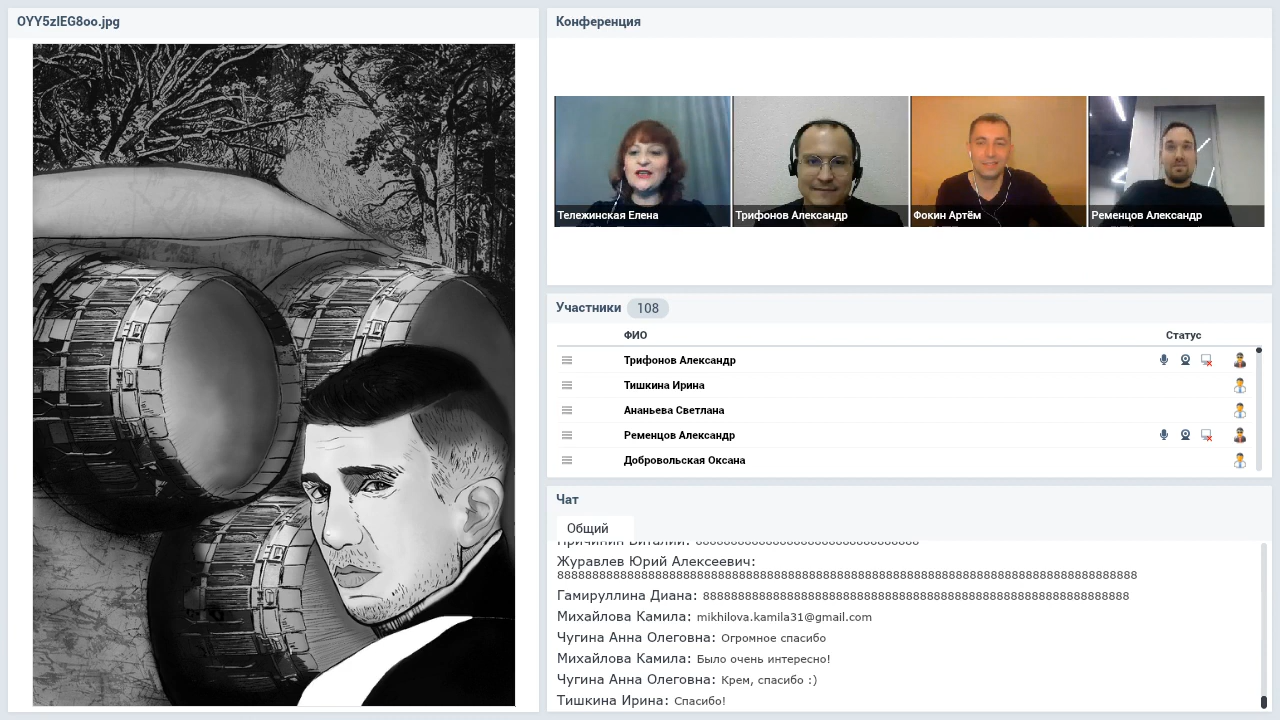 OYY5zIEG8oo.jpg
Конференция
Тележинская Елена
Трифонов Александр
Фокин Артём
Ременцов Александр
Участники 108
ФИО Статус
Трифонов Александр
Тишкина Ирина
Ананьева Светлана
Ременцов Александр
Добровольская Оксана
Чат
Общий
Журавлев Юрий Алексеевич:
Гамируллина Диана:
Михайлова Камила: mikhilova.kamila31@gmail.com
Чугина Анна Олеговна: Огромное спасибо
Михайлова Камила: Было очень интересно!
Чугина Анна Олеговна: Крем, спасибо :)
Тишкина Ирина: Спасибо!